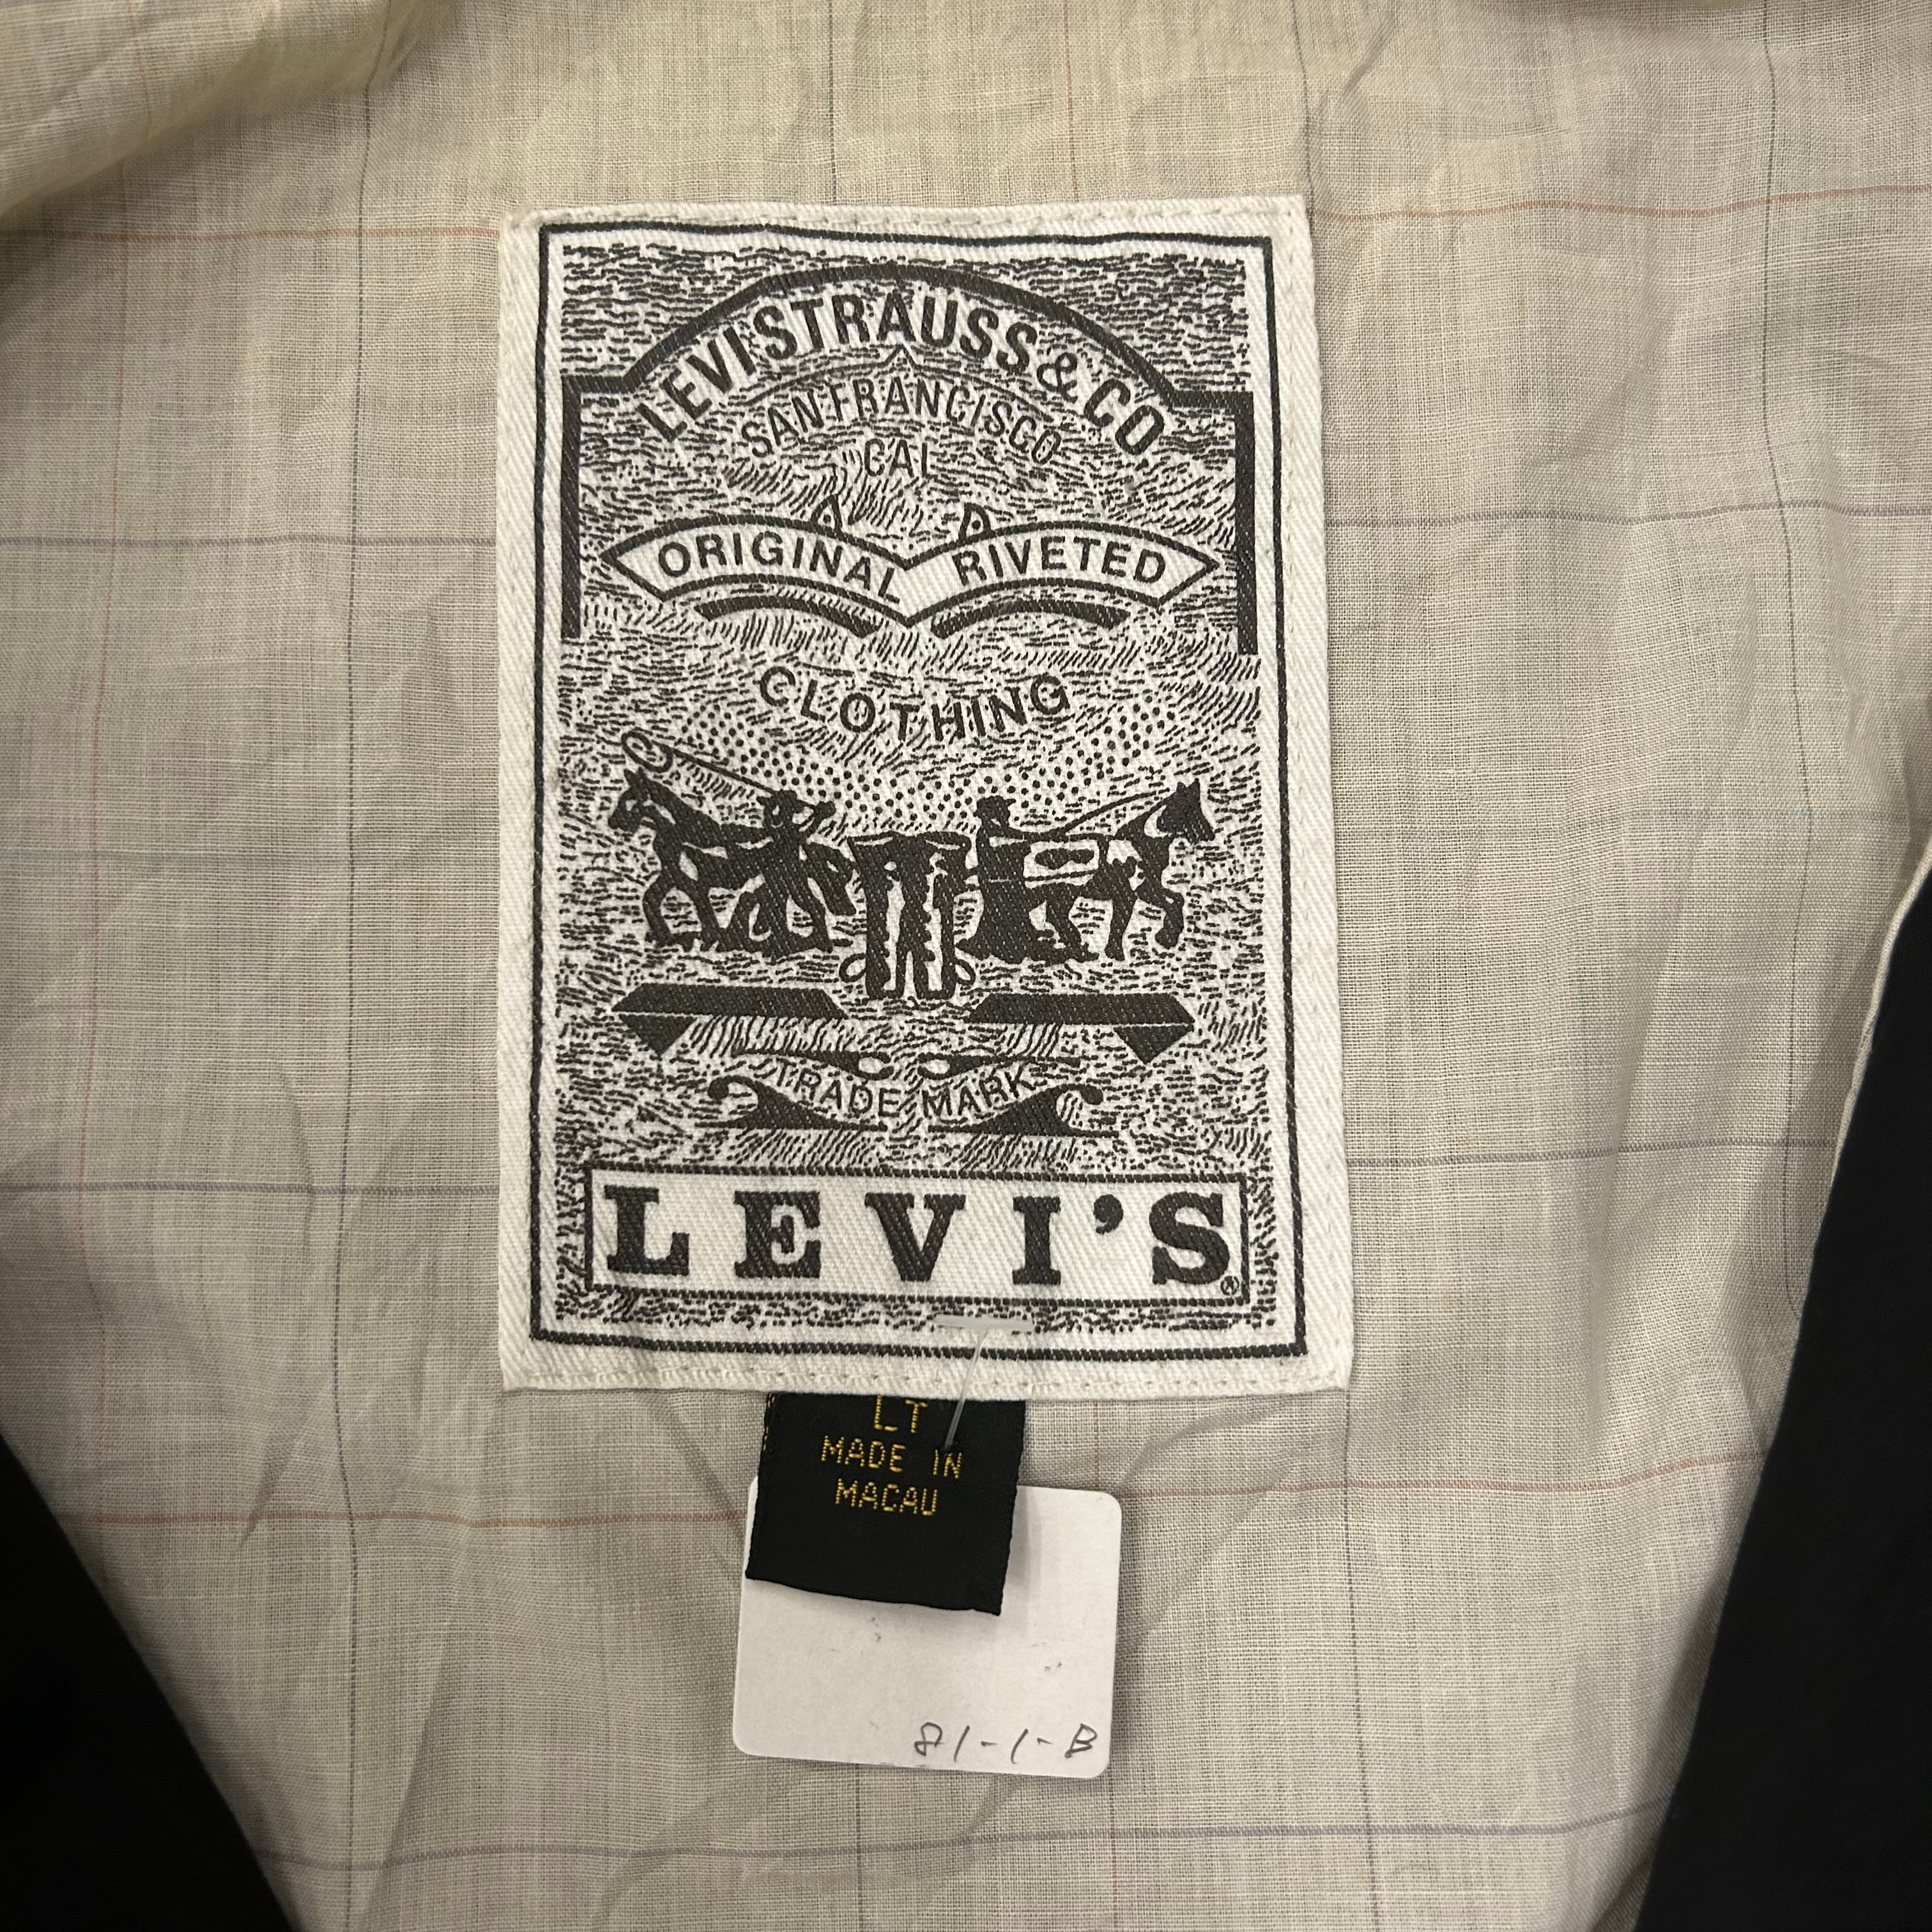 LEVI STRAUSS & CO
SAN FRANCISCO
CAL
ORIGINAL RIVETED
CLOTHING
TRADE MARK
LEVI'S®
LT
MADE IN
MACAU
81-1-B